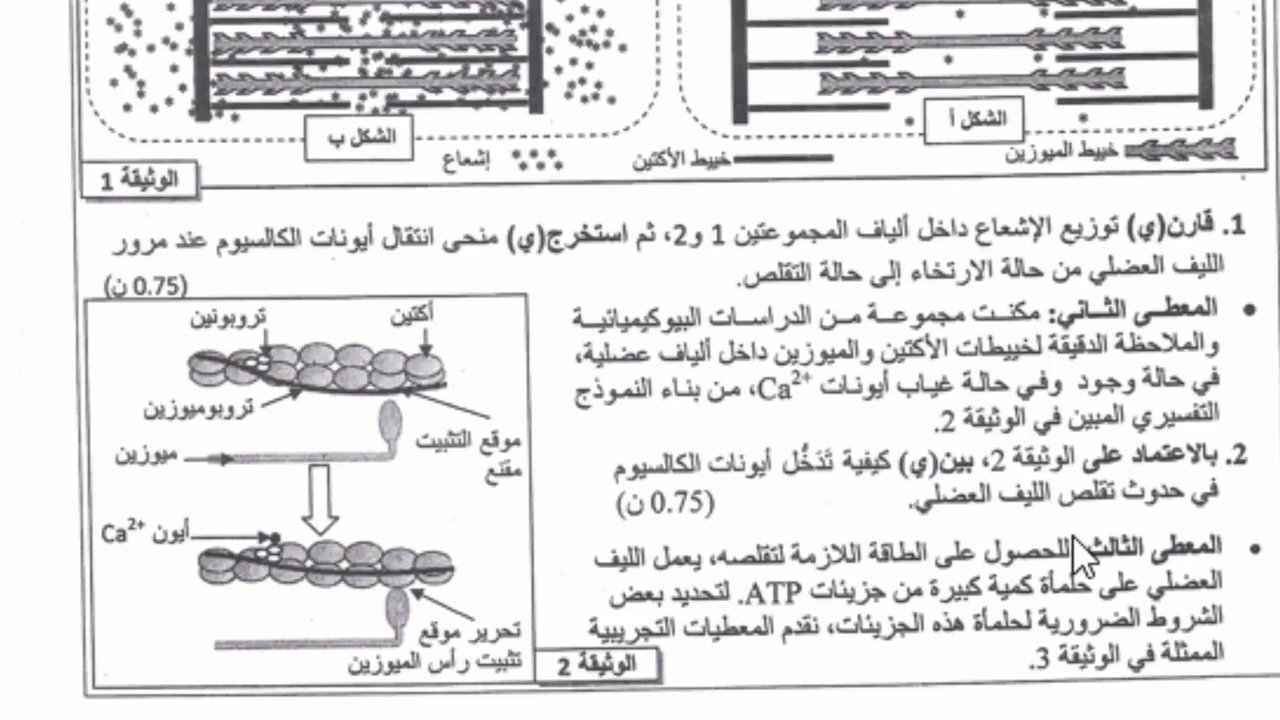 الشكل أ
الشكل ب
خييط الميوزين
خييط الأكتين
إشعاع
الوثيقة 1
1. قارن(ي) توزيع الإشعاع داخل ألياف المجموعتين 1 و2، ثم استخرج(ي) منحى انتقال أيونات الكالسيوم عند مرور
الليف العضلي من حالة الارتخاء إلى حالة التقلص.
(0.75 ن)
• المعطى الثاني: مكنت مجموعة من الدراسات البيوكيميائية
والملاحظة الدقيقة لخييطات الأكتين والميوزين داخل ألياف عضلية،
في حالة وجود وفي حالة غياب أيونات Ca²⁺، من بناء النموذج
التفسيري المبين في الوثيقة 2.
2. بالاعتماد على الوثيقة 2، بين(ي) كيفية تَدَخُّل أيونات الكالسيوم
في حدوث تقلص الليف العضلي. (0.75 ن)
• المعطى الثالث للحصول على الطاقة اللازمة لتقلصه، يعمل الليف
العضلي على حلمأة كمية كبيرة من جزيئات ATP. لتحديد بعض
الشروط الضرورية لحلمأة هذه الجزيئات، نقدم المعطيات التجريبية
الممثلة في الوثيقة 3.
أكتين
تروبونين
تروبوميوزين
موقع التثبيت
مقنع
ميوزين
أيون Ca²⁺
تحرير موقع
تثبيت رأس الميوزين
الوثيقة 2